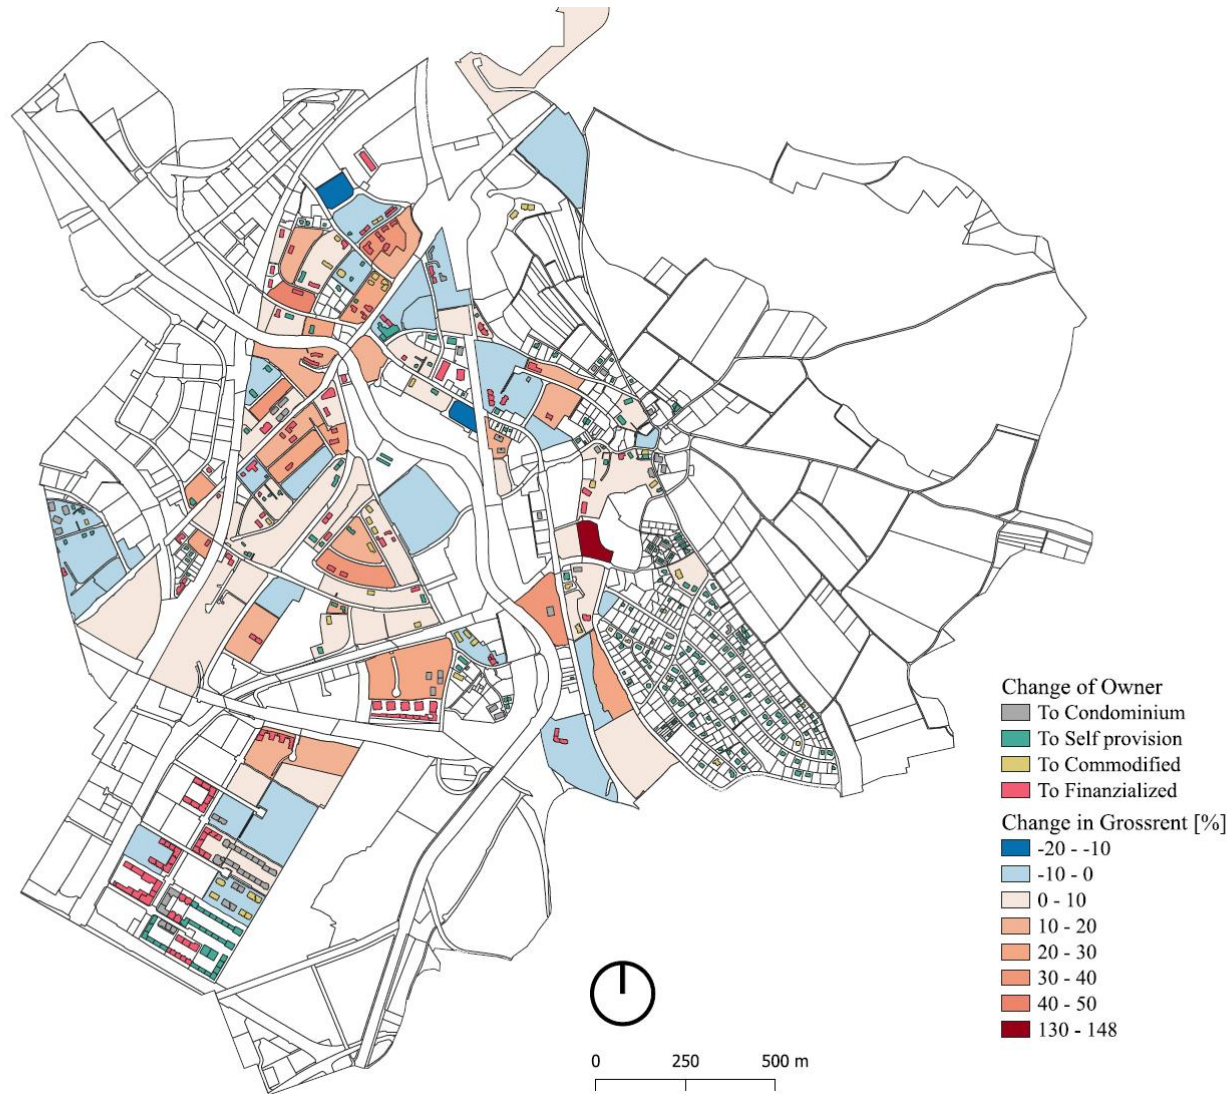 Change of Owner
To Condominium
To Self provision
To Commodified
To Finanzialized
Change in Grossrent [%]
-20 - -10
-10 - 0
0 - 10
10 - 20
20 - 30
30 - 40
40 - 50
130 - 148
0 250 500 m